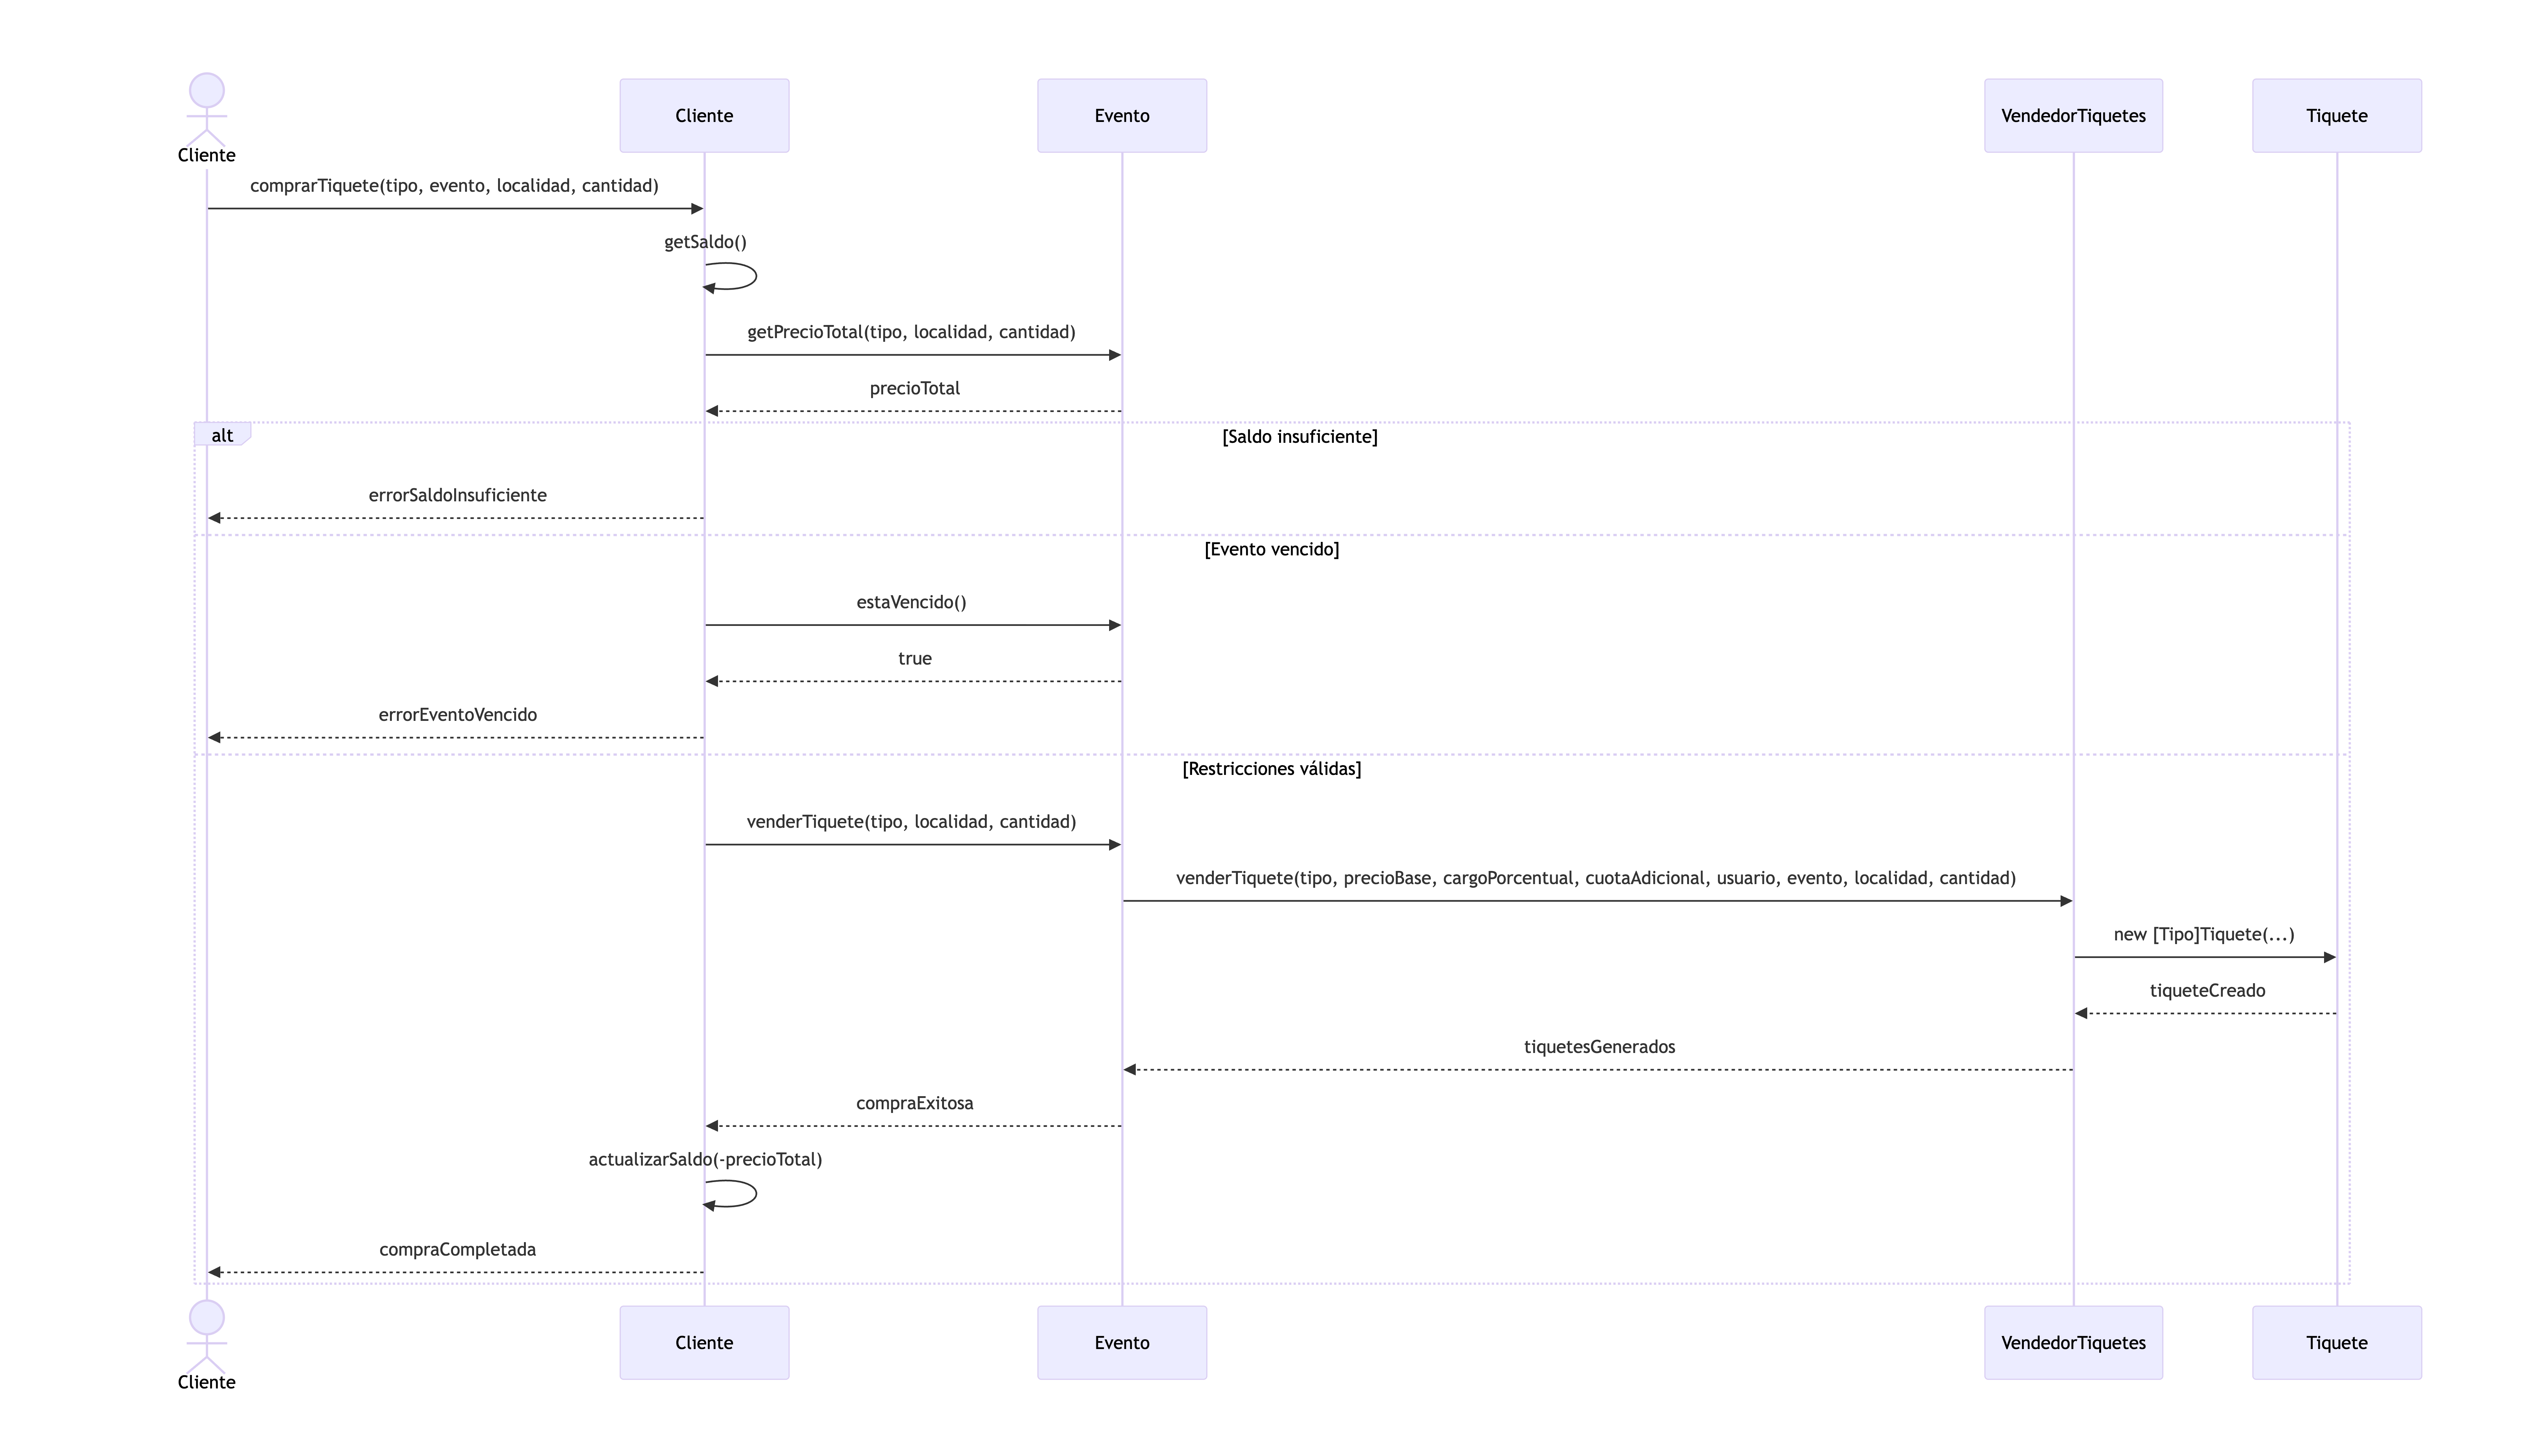 Cliente
Cliente
Evento
VendedorTiquetes
Tiquete
comprarTiquete(tipo, evento, localidad, cantidad)
getSaldo()
getPrecioTotal(tipo, localidad, cantidad)
precioTotal
alt
[Saldo insuficiente]
errorSaldoInsuficiente
[Evento vencido]
estaVencido()
true
errorEventoVencido
[Restricciones válidas]
venderTiquete(tipo, localidad, cantidad)
venderTiquete(tipo, precioBase, cargoPorcentual, cuotaAdicional, usuario, evento, localidad, cantidad)
new [Tipo]Tiquete(...)
tiqueteCreado
tiquetesGenerados
compraExitosa
actualizarSaldo(-precioTotal)
compraCompletada
Cliente
Cliente
Evento
VendedorTiquetes
Tiquete